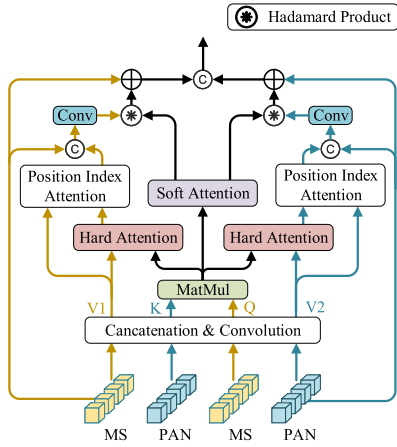 Hadamard Product
C
Conv
Conv
C
C
Position Index
Attention
Soft Attention
Position Index
Attention
Hard Attention
Hard Attention
MatMul
V1
K
Q
V2
Cancatenation & Convolution
MS
PAN
MS
PAN